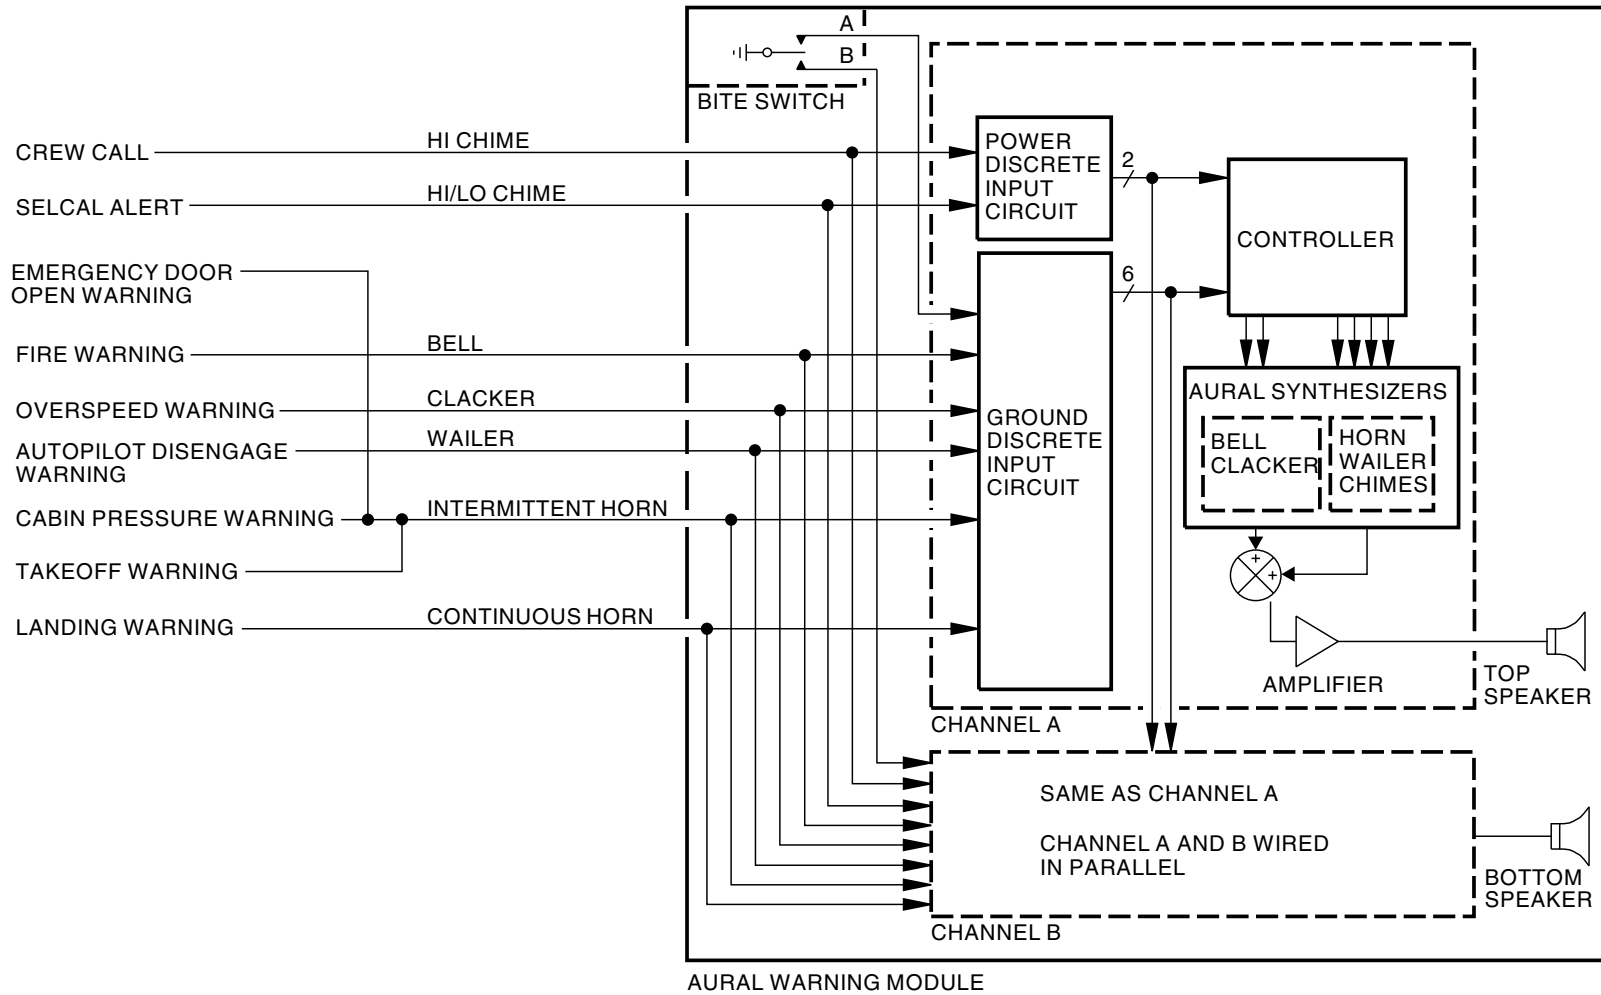 A
B
BITE SWITCH
CREW CALL
HI CHIME
SELCAL ALERT
HI/LO CHIME
EMERGENCY DOOR
OPEN WARNING
FIRE WARNING
BELL
OVERSPEED WARNING
CLACKER
AUTOPILOT DISENGAGE
WARNING
WAILER
CABIN PRESSURE WARNING
INTERMITTENT HORN
TAKEOFF WARNING
LANDING WARNING
CONTINUOUS HORN
POWER
DISCRETE
INPUT
CIRCUIT
2
GROUND
DISCRETE
INPUT
CIRCUIT
6
CONTROLLER
AURAL SYNTHESIZERS
BELL
CLACKER
HORN
WAILER
CHIMES
+
+
AMPLIFIER
TOP
SPEAKER
CHANNEL A
SAME AS CHANNEL A
CHANNEL A AND B WIRED
IN PARALLEL
BOTTOM
SPEAKER
CHANNEL B
AURAL WARNING MODULE